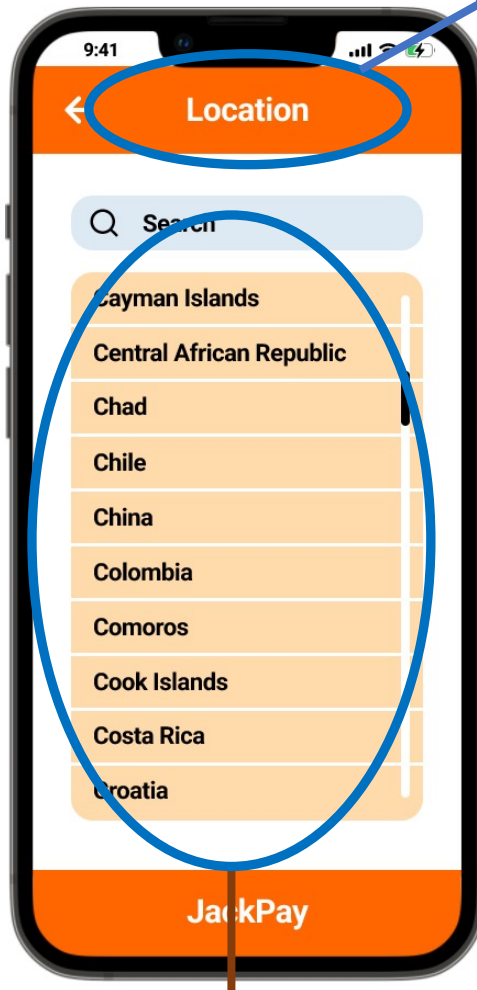 9:41
Location
Search
Cayman Islands
Central African Republic
Chad
Chile
China
Colombia
Comoros
Cook Islands
Costa Rica
Croatia
JackPay